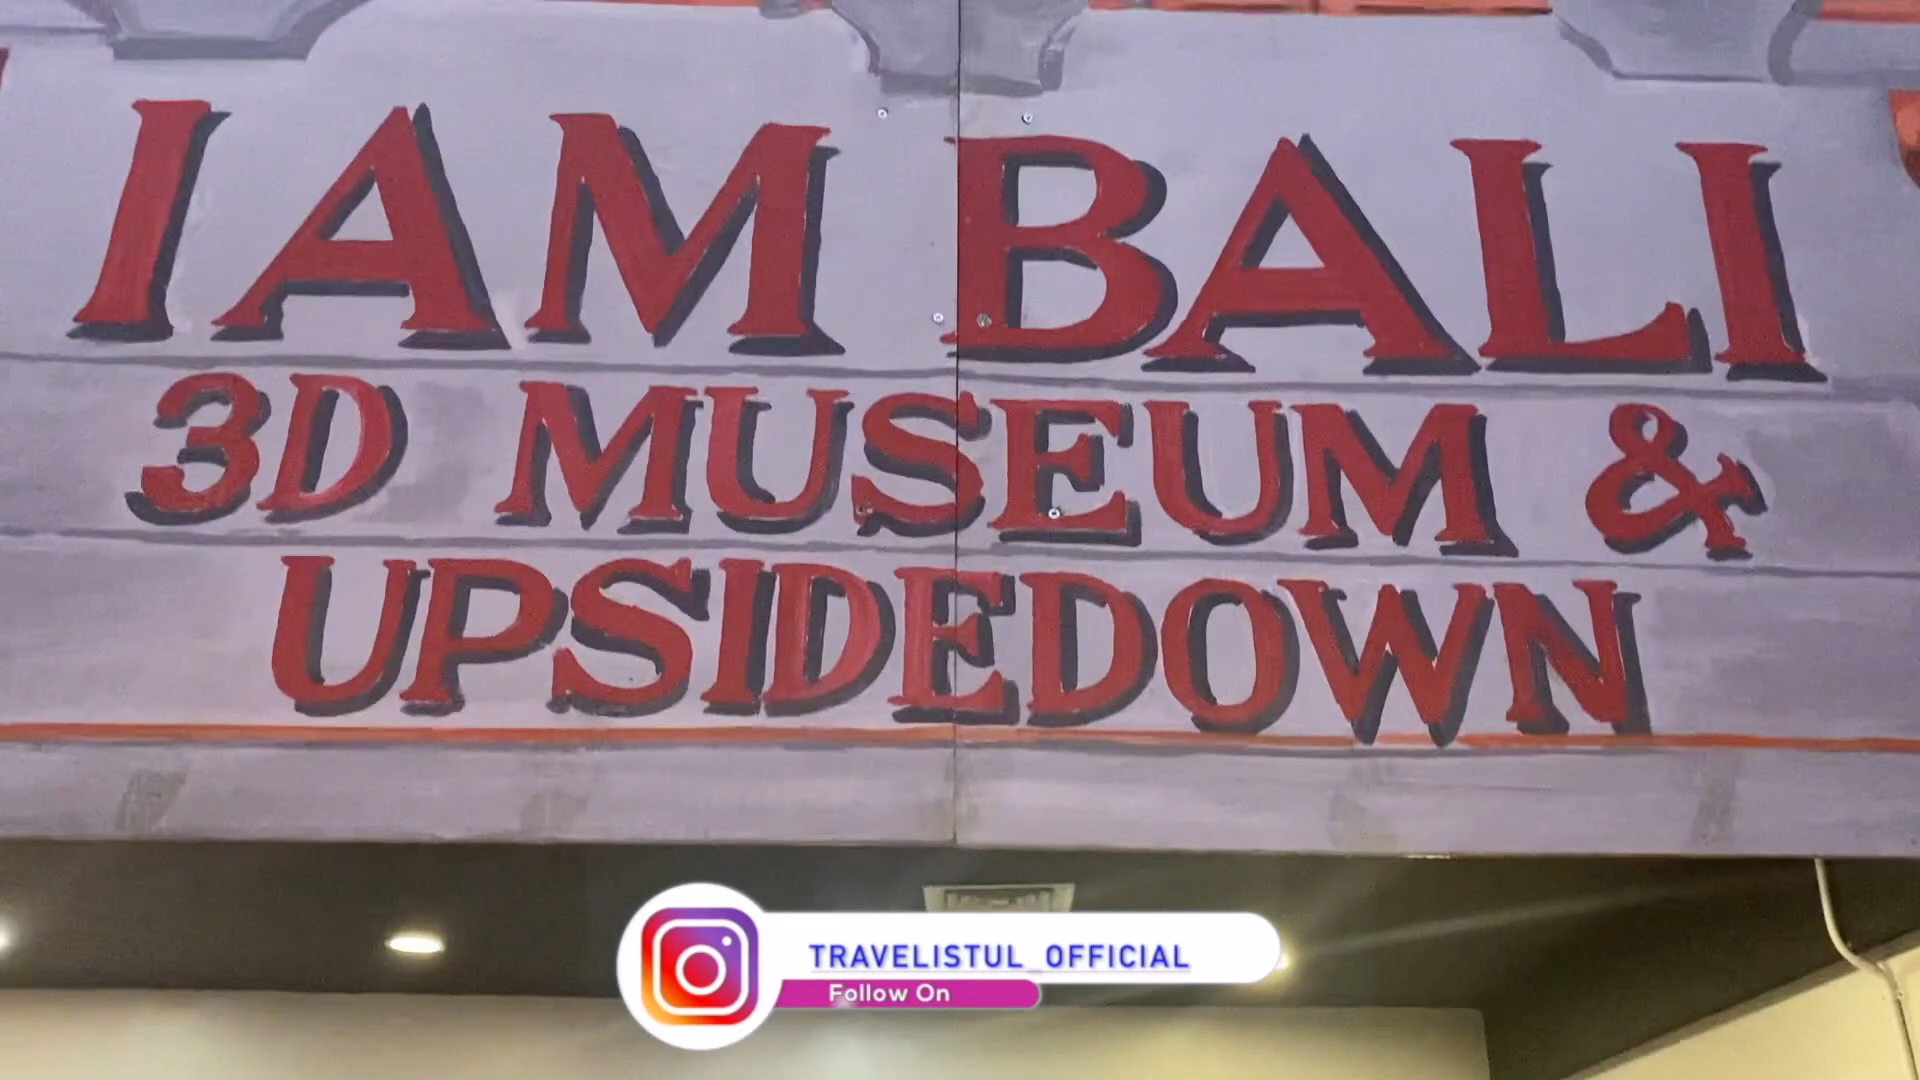 I AM BALI
3D MUSEUM &
UPSIDEDOWN
TRAVELISTUL_OFFICIAL
Follow On